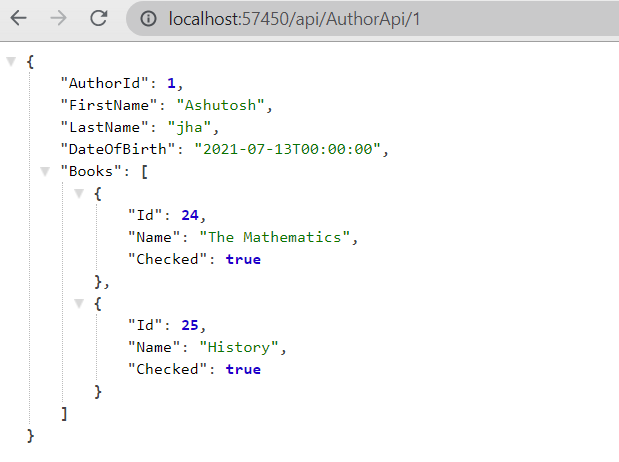 localhost:57450/api/AuthorApi/1
{
"AuthorId": 1,
"FirstName": "Ashutosh",
"LastName": "jha",
"DateOfBirth": "2021-07-13T00:00:00",
"Books": [
{
"Id": 24,
"Name": "The Mathematics",
"Checked": true
},
{
"Id": 25,
"Name": "History",
"Checked": true
}
]
}